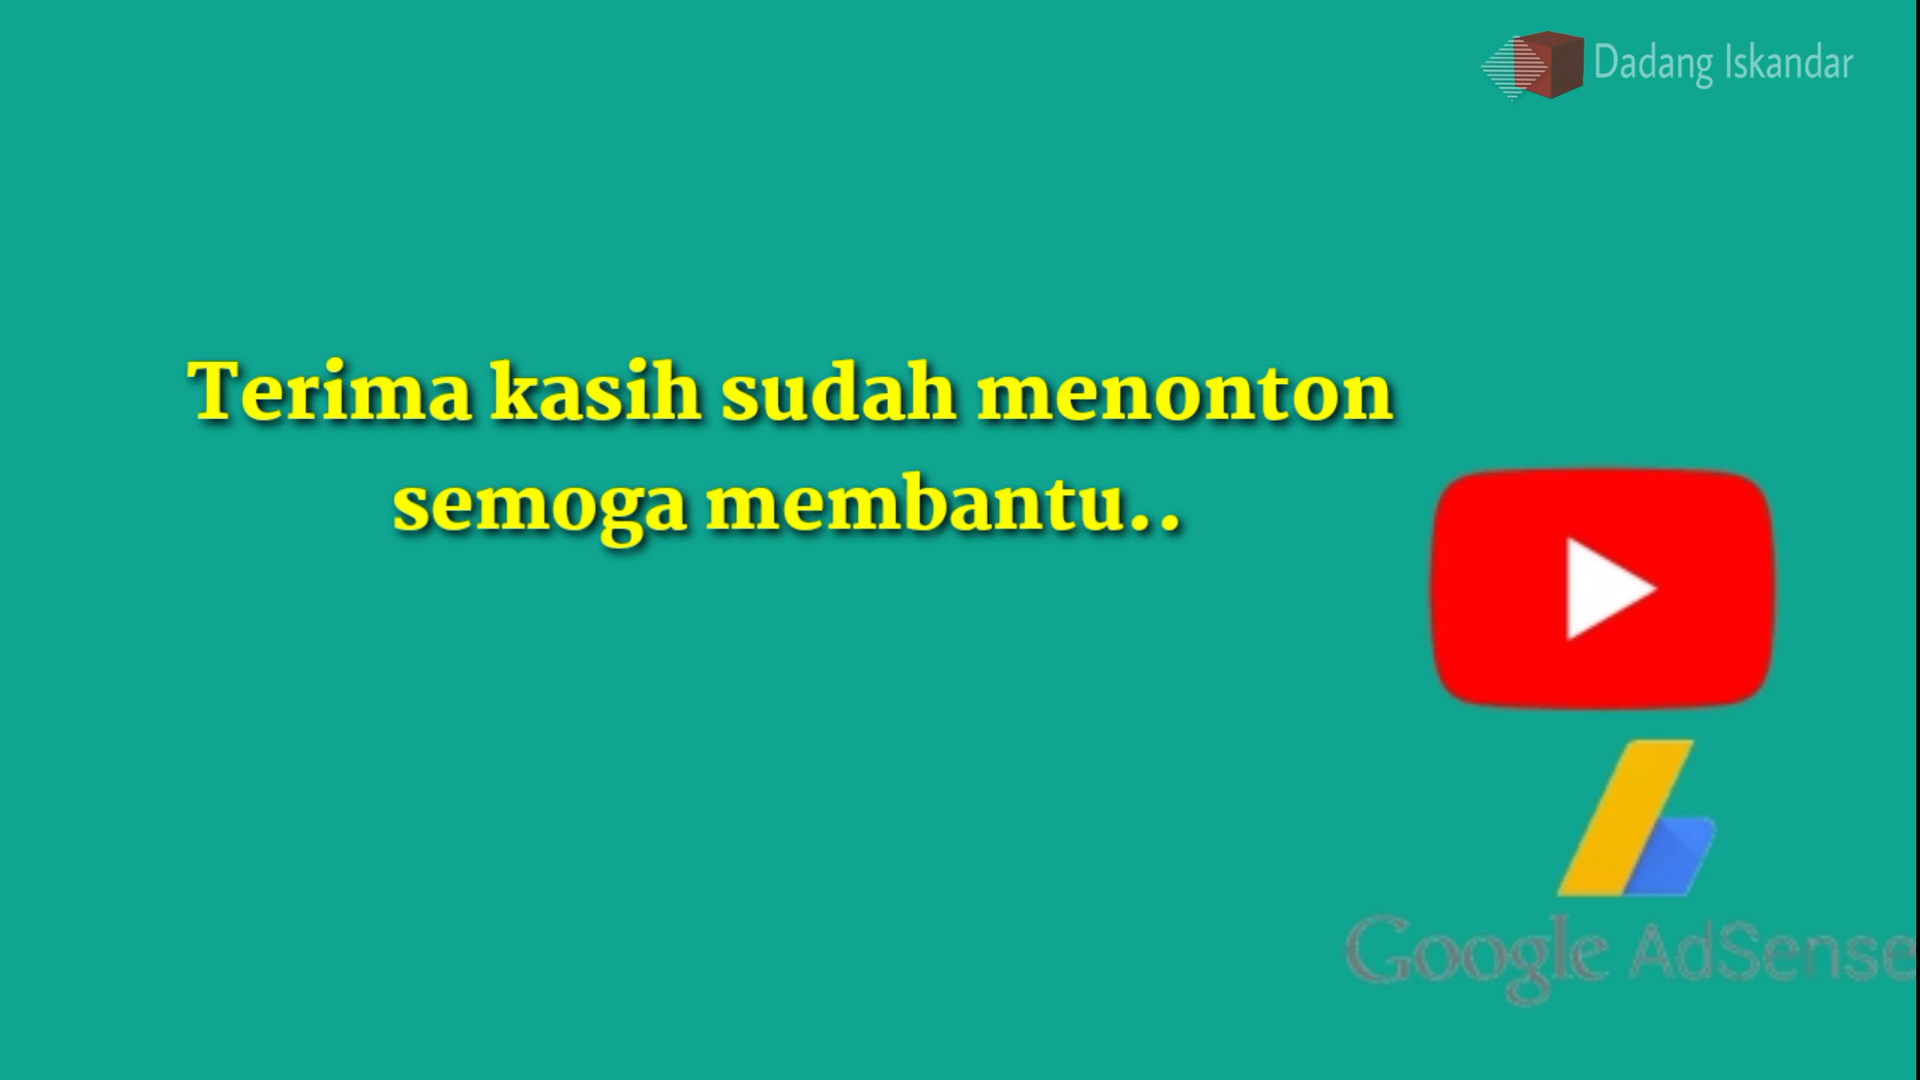 Dadang Iskandar
Terima kasih sudah menonton
semoga membantu..
Google AdSense